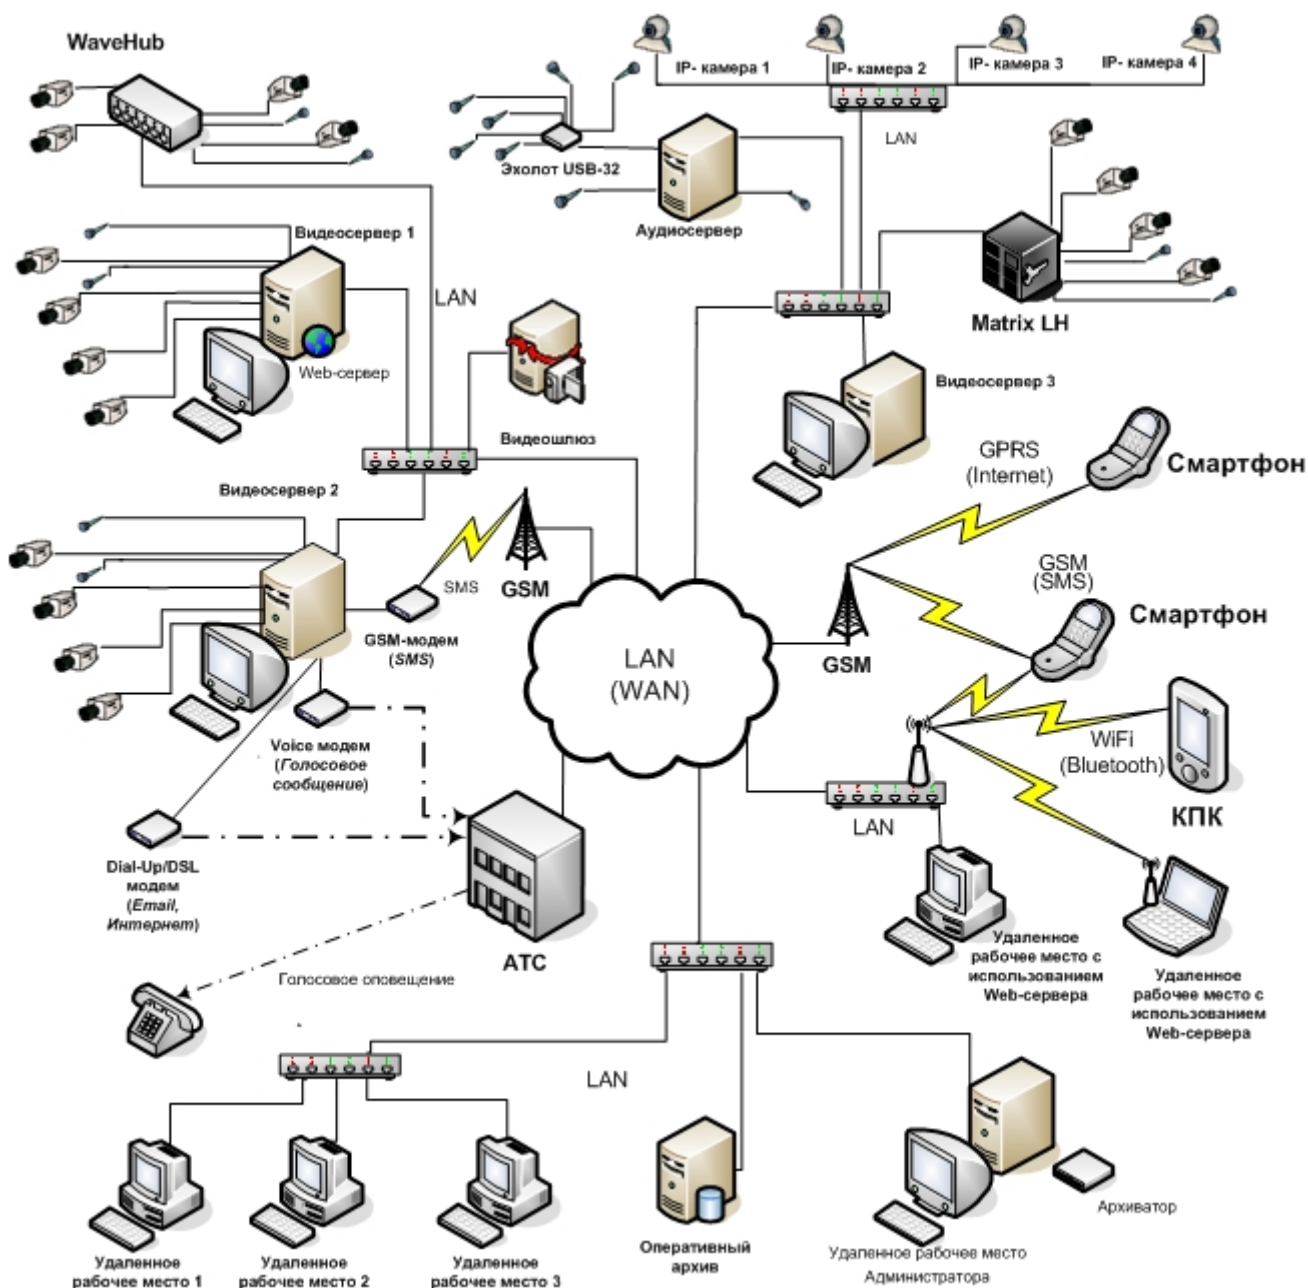 WaveHub
IP- камера 1
IP- камера 2
IP- камера 3
IP- камера 4
LAN
Эхолот USB-32
Аудиосервер
Видеосервер 1
LAN
Web-сервер
Matrix LH
Видеошлюз
Видеосервер 3
Видеосервер 2
GPRS
(Internet)
Смартфон
SMS
GSM
GSM-модем
(SMS)
GSM
(SMS)
Смартфон
GSM
LAN
(WAN)
Voice модем
(Голосовое
сообщение)
WiFi
(Bluetooth)
КПК
LAN
Dial-Up/DSL
модем
(Email,
Интернет)
АТС
Голосовое оповещение
Удаленное
рабочее место с
использованием
Web-сервера
Удаленное
рабочее место с
использованием
Web-сервера
LAN
Удаленное
рабочее место 1
Удаленное
рабочее место 2
Удаленное
рабочее место 3
Оперативный
архив
Архиватор
Удаленное рабочее место
Администратора